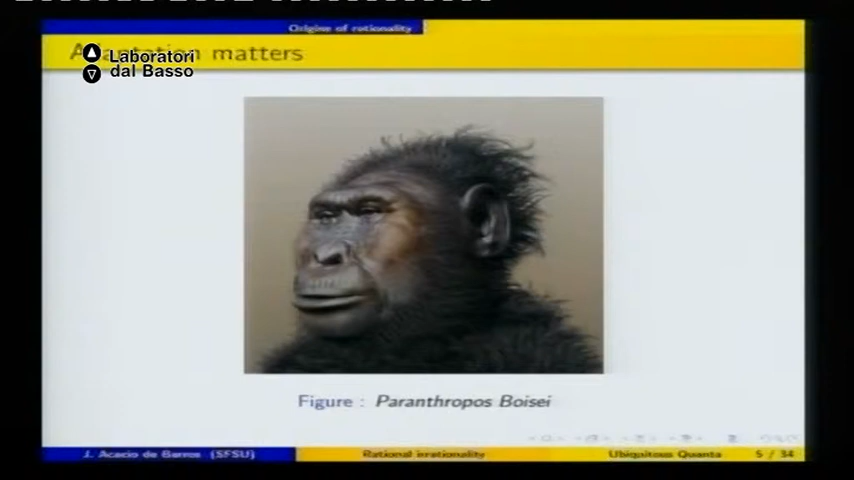 Origins of rationality
matters
Laboratori
dal Basso
Figure : Paranthropos Boisei
J. Acacio de Barros (SFSU)
Rational irrationality
Ubiquitous Quanta
5 / 34